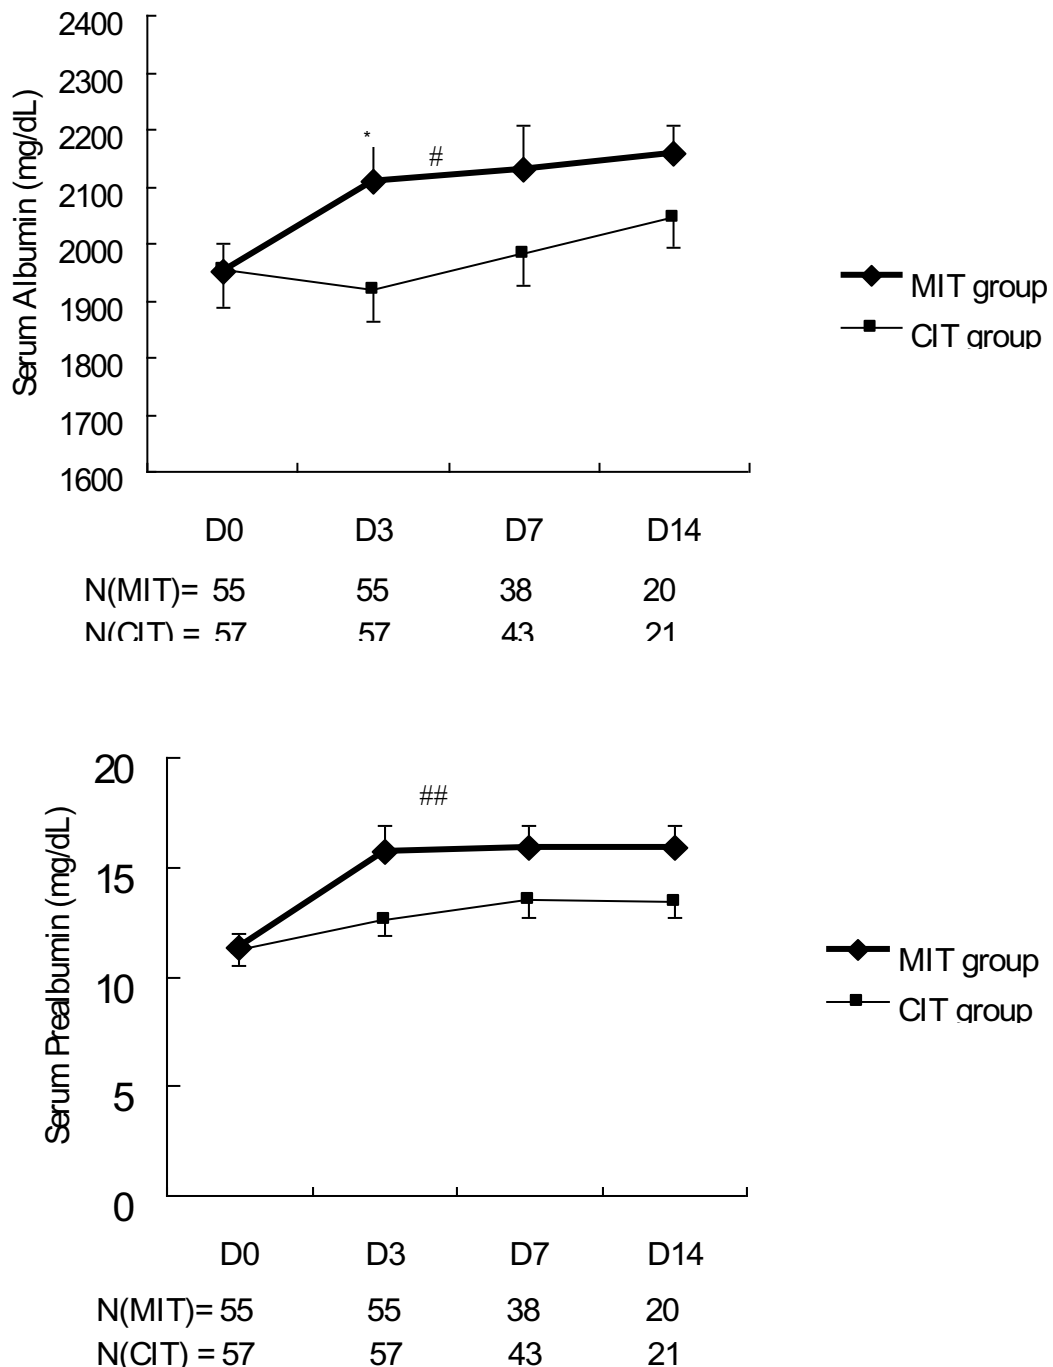 2400
2300
2200
2100
2000
1900
1800
1700
1600
Serum Albumin (mg/dL)
*
#
MIT group
CIT group
D0 D3 D7 D14
N(MIT)= 55 55 38 20
N(CIT) = 57 57 43 21
20
15
10
5
0
Serum Prealbumin (mg/dL)
##
MIT group
CIT group
D0 D3 D7 D14
N(MIT)= 55 55 38 20
N(CIT) = 57 57 43 21